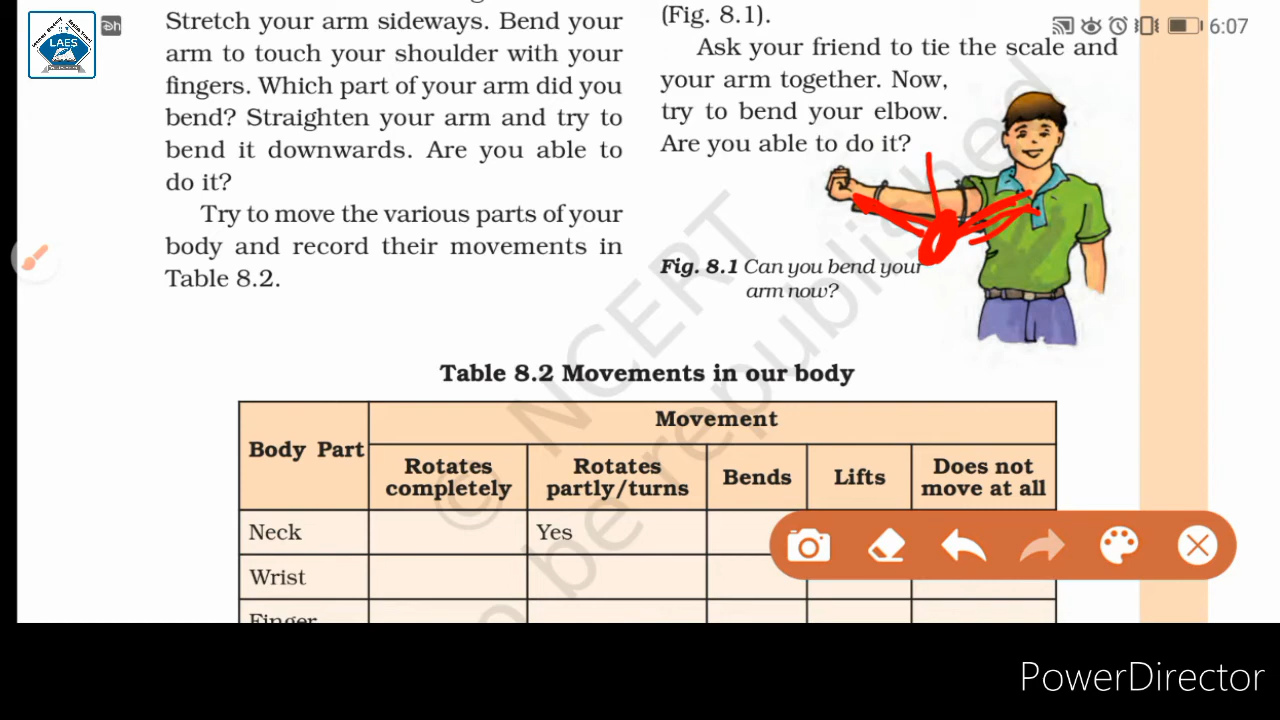 LAES
6:07
Stretch your arm sideways. Bend your
arm to touch your shoulder with your
fingers. Which part of your arm did you
bend? Straighten your arm and try to
bend it downwards. Are you able to
do it?
Try to move the various parts of your
body and record their movements in
Table 8.2.
(Fig. 8.1).
Ask your friend to tie the scale and
your arm together. Now,
try to bend your elbow.
Are you able to do it?
Fig. 8.1 Can you bend your
arm now?
© NCERT
be republished
Table 8.2 Movements in our body
Body Part
Movement
Rotates completely
Rotates partly/turns
Bends
Lifts
Does not move at all
Neck
Yes
Wrist
Finger
PowerDirector